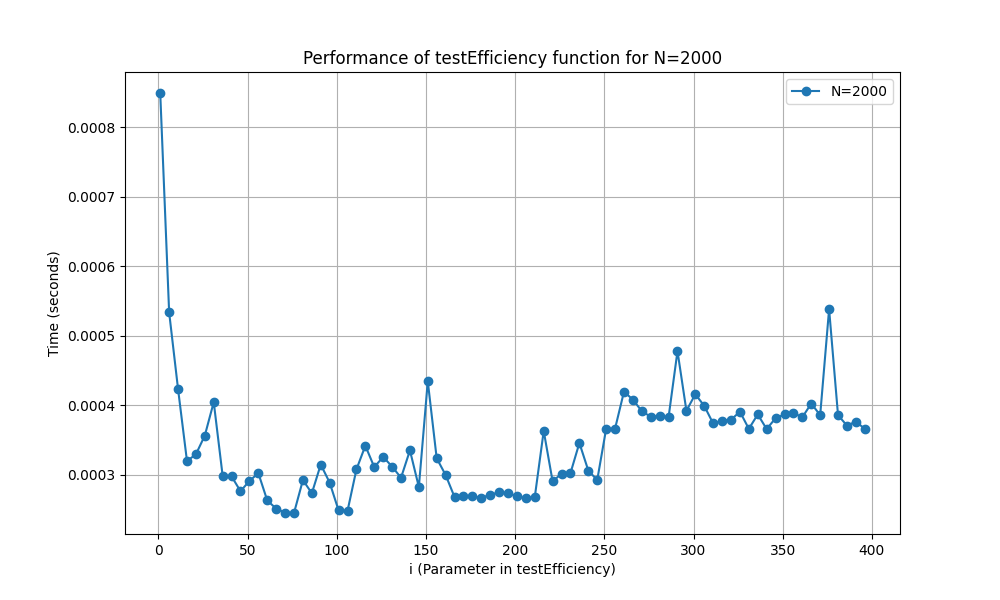 Performance of testEfficiency function for N=2000
N=2000
0.0008
0.0007
0.0006
0.0005
0.0004
0.0003
Time (seconds)
0 50 100 150 200 250 300 350 400
i (Parameter in testEfficiency)